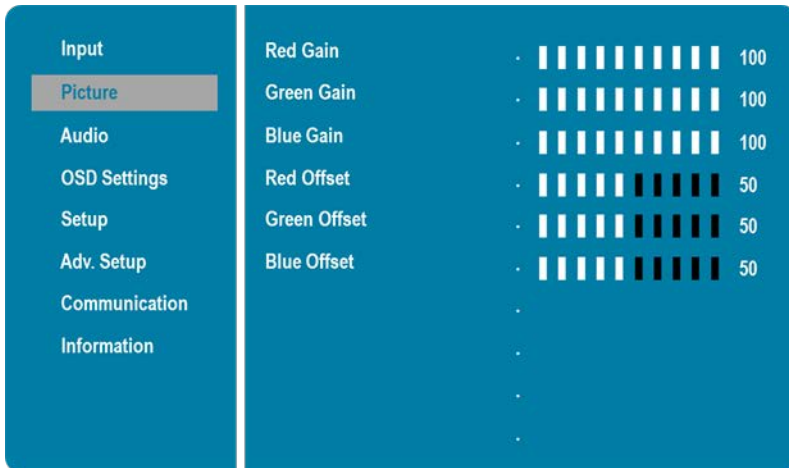 Input
Picture
Audio
OSD Settings
Setup
Adv. Setup
Communication
Information
Red Gain 100
Green Gain 100
Blue Gain 100
Red Offset 50
Green Offset 50
Blue Offset 50